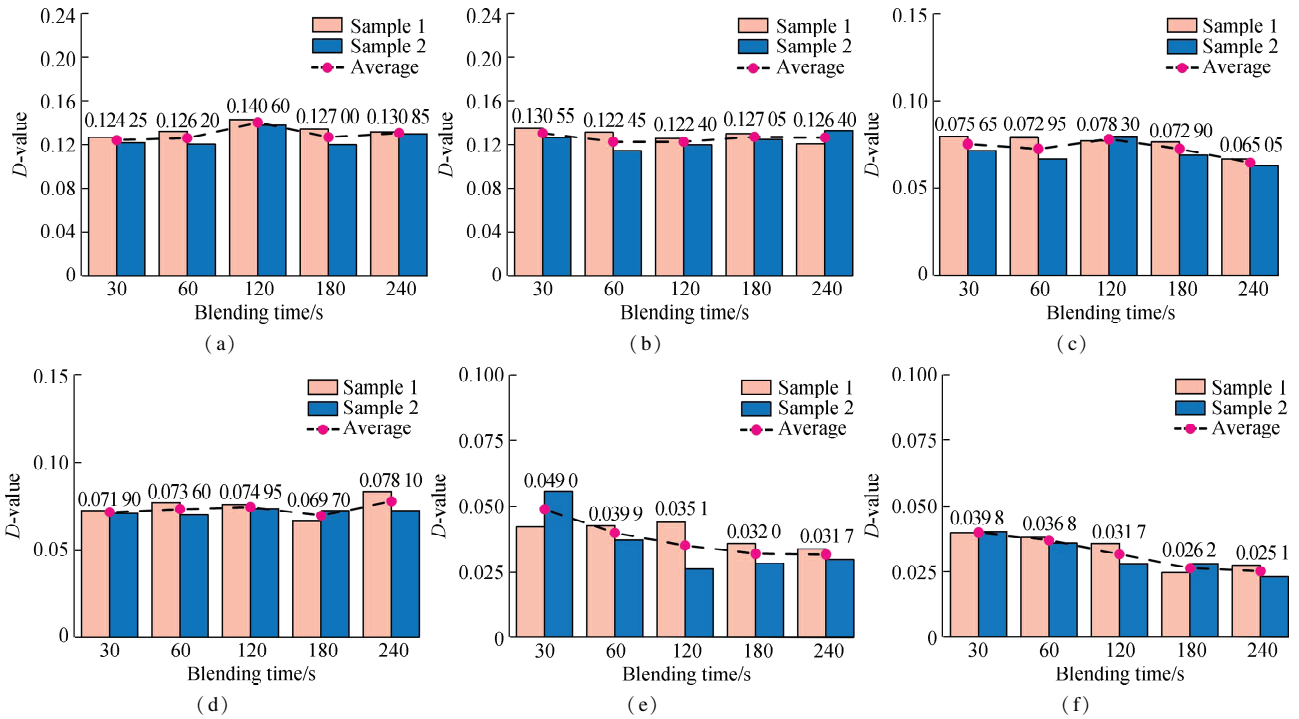 0.24
0.20
0.16
0.12
0.08
0.04
0
D-value
Sample 1
Sample 2
Average
0.124 25
0.126 20
0.140 60
0.127 00
0.130 85
30
60
120
180
240
Blending time/s
(a)
0.24
0.20
0.16
0.12
0.08
0.04
0
D-value
Sample 1
Sample 2
Average
0.130 55
0.122 45
0.122 40
0.127 05
0.126 40
30
60
120
180
240
Blending time/s
(b)
0.15
0.10
0.05
0
D-value
Sample 1
Sample 2
Average
0.075 65
0.072 95
0.078 30
0.072 90
0.065 05
30
60
120
180
240
Blending time/s
(c)
0.15
0.10
0.05
0
D-value
Sample 1
Sample 2
Average
0.071 90
0.073 60
0.074 95
0.069 70
0.078 10
30
60
120
180
240
Blending time/s
(d)
0.100
0.075
0.050
0.025
0
D-value
Sample 1
Sample 2
Average
0.049 0
0.039 9
0.035 1
0.032 0
0.031 7
30
60
120
180
240
Blending time/s
(e)
0.100
0.075
0.050
0.025
0
D-value
Sample 1
Sample 2
Average
0.039 8
0.036 8
0.031 7
0.026 2
0.025 1
30
60
120
180
240
Blending time/s
(f)